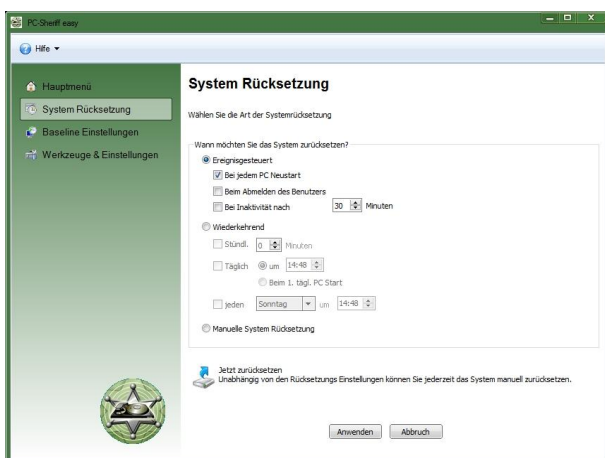 PC-Sheriff easy
Hilfe
Hauptmenü
System Rücksetzung
Baseline Einstellungen
Werkzeuge & Einstellungen
System Rücksetzung
Wählen Sie die Art der Systemrücksetzung
Wann möchten Sie das System zurücksetzen?
Ereignisgesteuert
Bei jedem PC Neustart
Beim Abmelden des Benutzers
Bei Inaktivität nach 30 Minuten
Wiederkehrend
Stündl. 0 Minuten
Täglich um 14:48
Beim 1. tägl. PC Start
jeden Sonntag um 14:48
Manuelle System Rücksetzung
Jetzt zurücksetzen
Unabhängig von den Rücksetzungs Einstellungen können Sie jederzeit das System manuell zurücksetzen.
Anwenden Abbruch